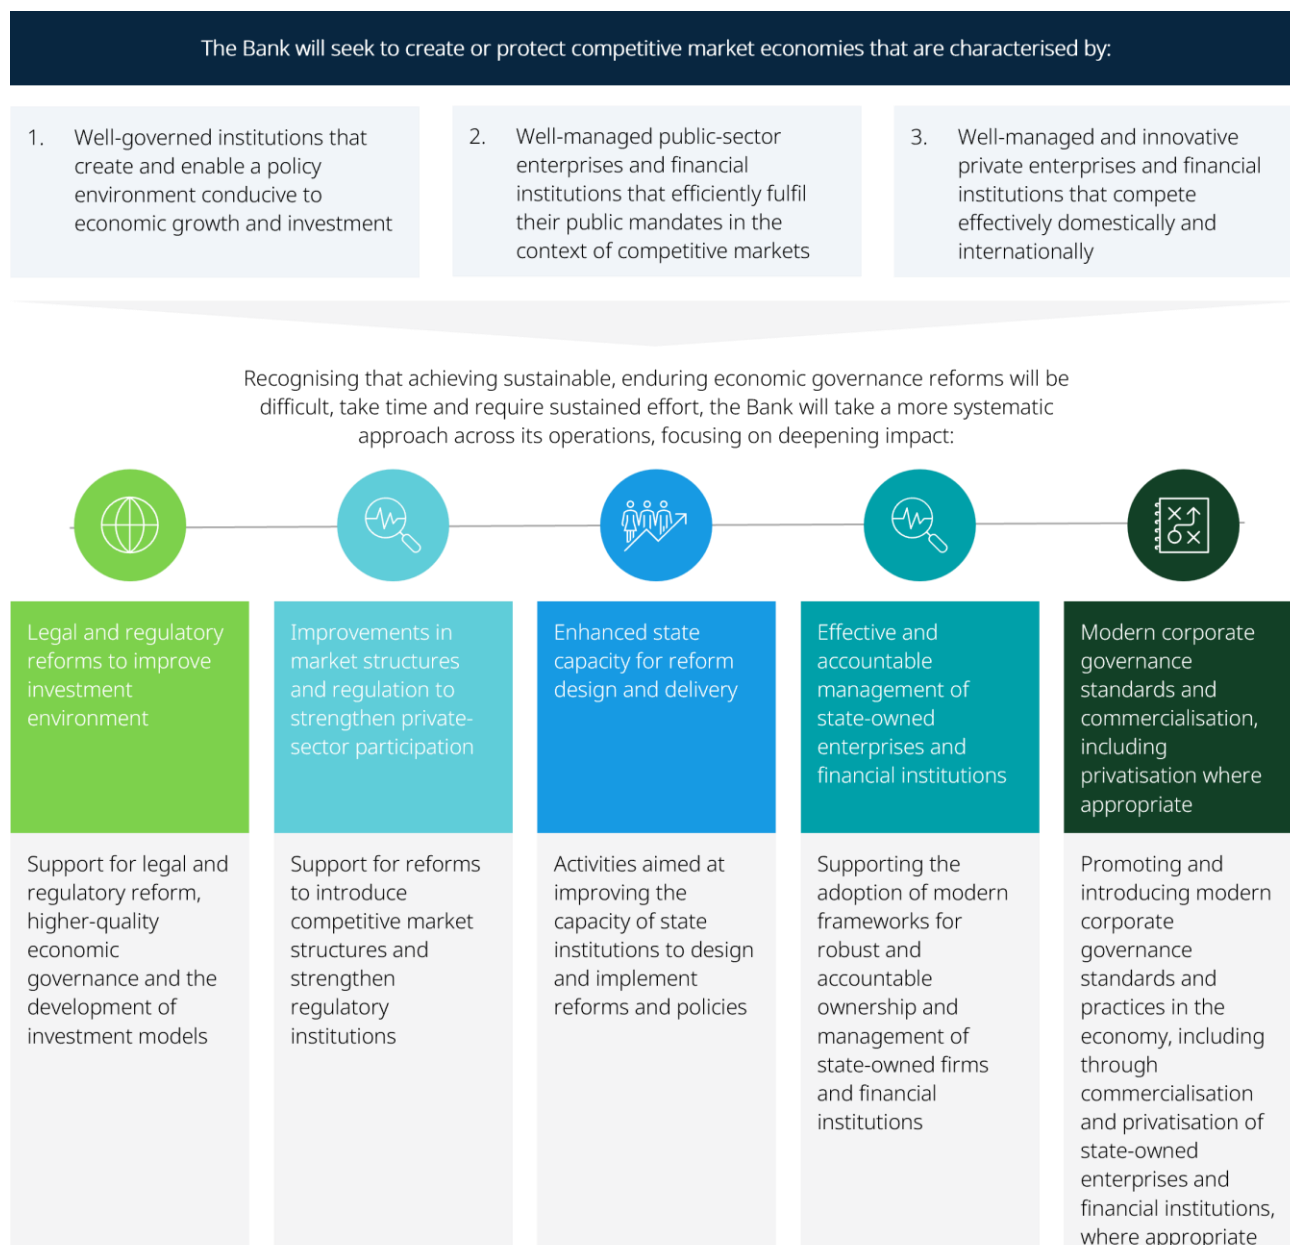 The Bank will seek to create or protect competitive market economies that are characterised by:
1. Well-governed institutions that
create and enable a policy
environment conducive to
economic growth and investment
2. Well-managed public-sector
enterprises and financial
institutions that efficiently fulfil
their public mandates in the
context of competitive markets
3. Well-managed and innovative
private enterprises and financial
institutions that compete
effectively domestically and
internationally
Recognising that achieving sustainable, enduring economic governance reforms will be
difficult, take time and require sustained effort, the Bank will take a more systematic
approach across its operations, focusing on deepening impact:
Legal and regulatory
reforms to improve
investment
environment
Support for legal and
regulatory reform,
higher-quality
economic
governance and the
development of
investment models
Improvements in
market structures
and regulation to
strengthen private-
sector participation
Support for reforms
to introduce
competitive market
structures and
strengthen
regulatory
institutions
Enhanced state
capacity for reform
design and delivery
Activities aimed at
improving the
capacity of state
institutions to design
and implement
reforms and policies
Effective and
accountable
management of
state-owned
enterprises and
financial institutions
Supporting the
adoption of modern
frameworks for
robust and
accountable
ownership and
management of
state-owned firms
and financial
institutions
Modern corporate
governance
standards and
commercialisation,
including
privatisation where
appropriate
Promoting and
introducing modern
corporate
governance
standards and
practices in the
economy, including
through
commercialisation
and privatisation of
state-owned
enterprises and
financial institutions,
where appropriate